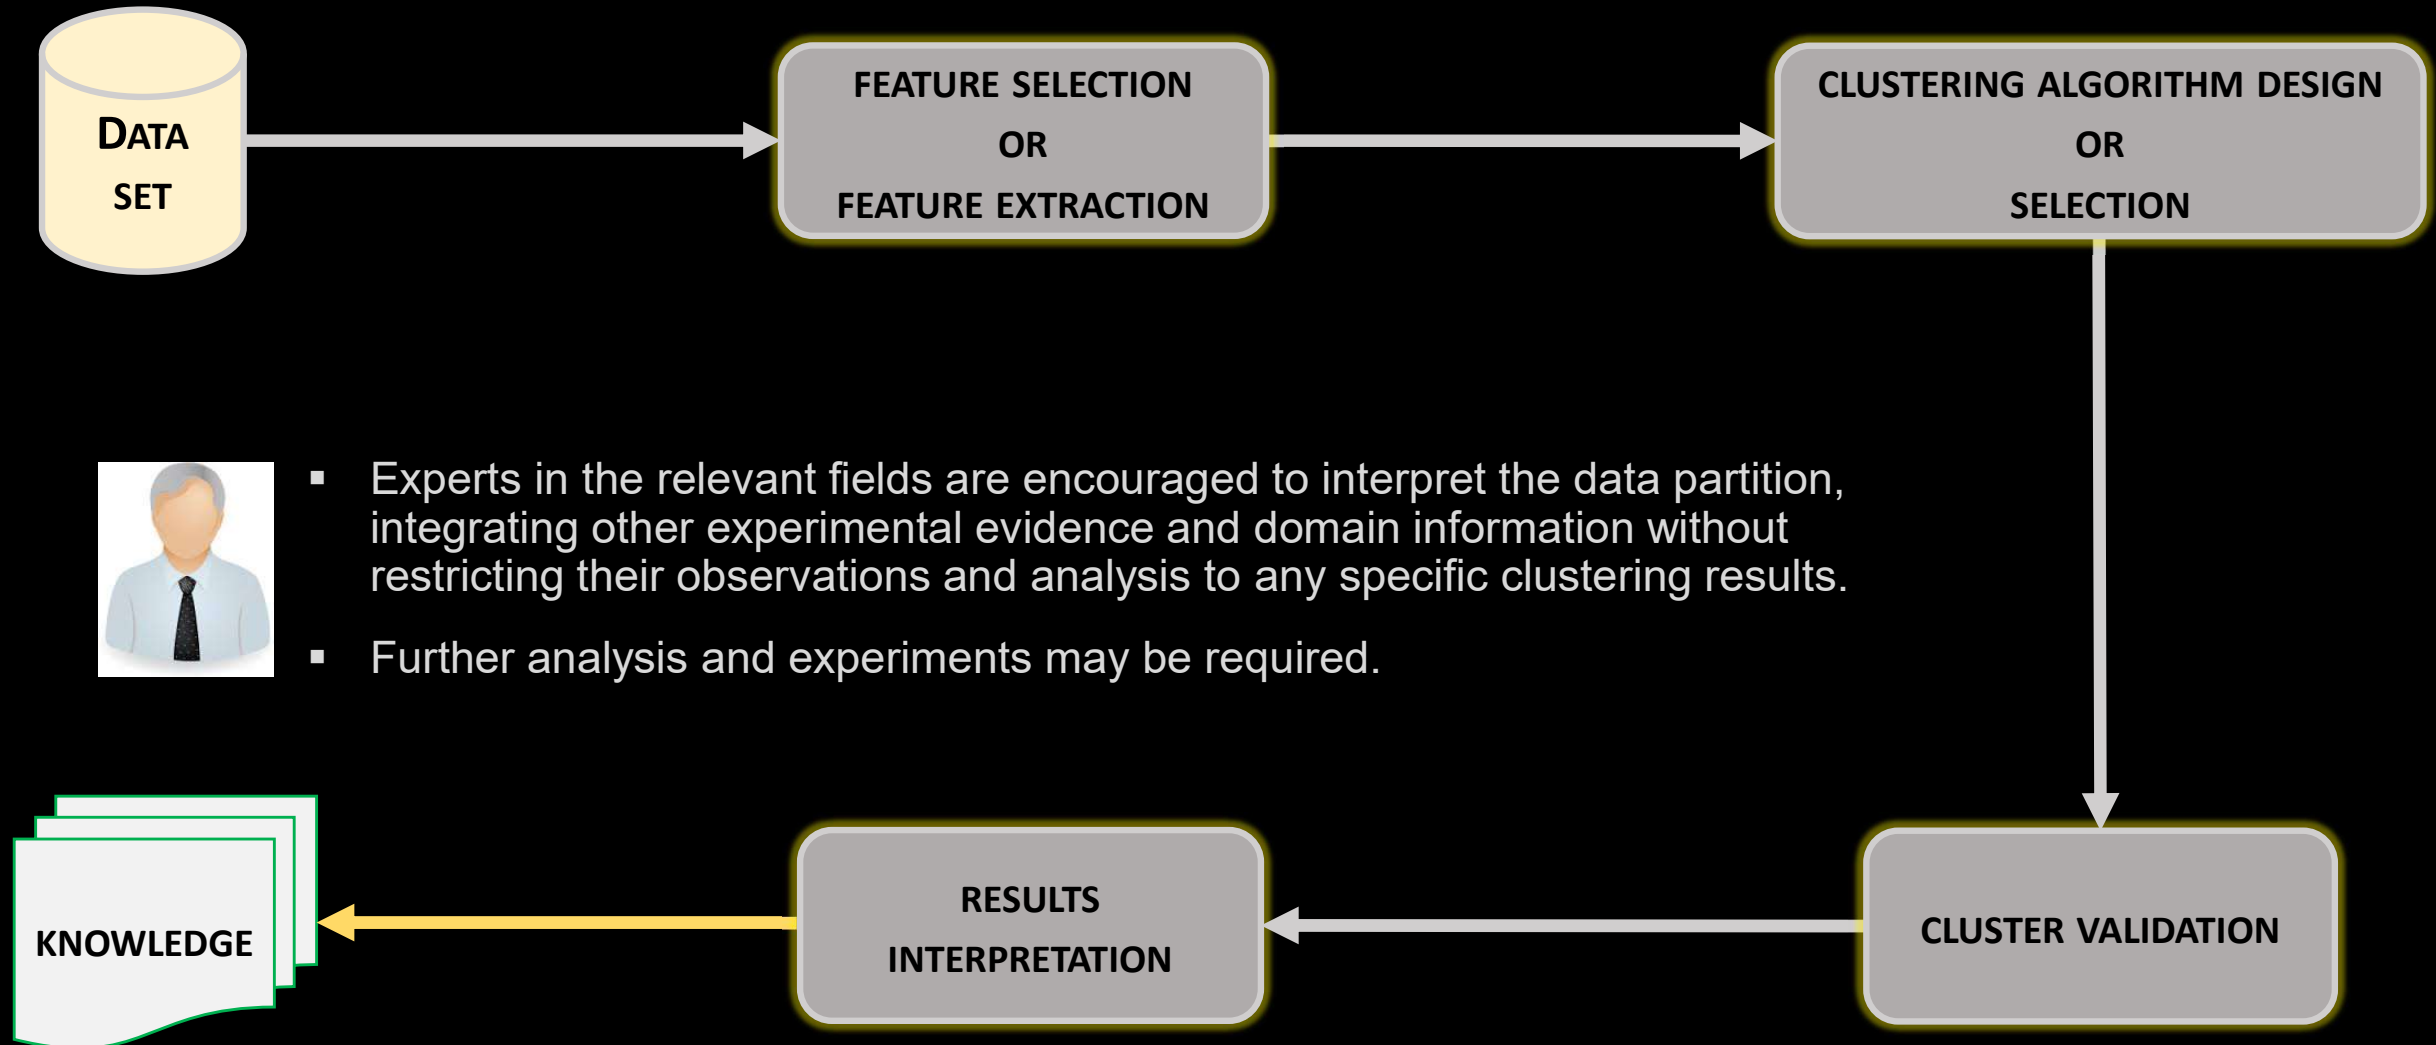 DATA
SET
FEATURE SELECTION
OR
FEATURE EXTRACTION
CLUSTERING ALGORITHM DESIGN
OR
SELECTION
▪ Experts in the relevant fields are encouraged to interpret the data partition,
integrating other experimental evidence and domain information without
restricting their observations and analysis to any specific clustering results.
▪ Further analysis and experiments may be required.
KNOWLEDGE
RESULTS
INTERPRETATION
CLUSTER VALIDATION